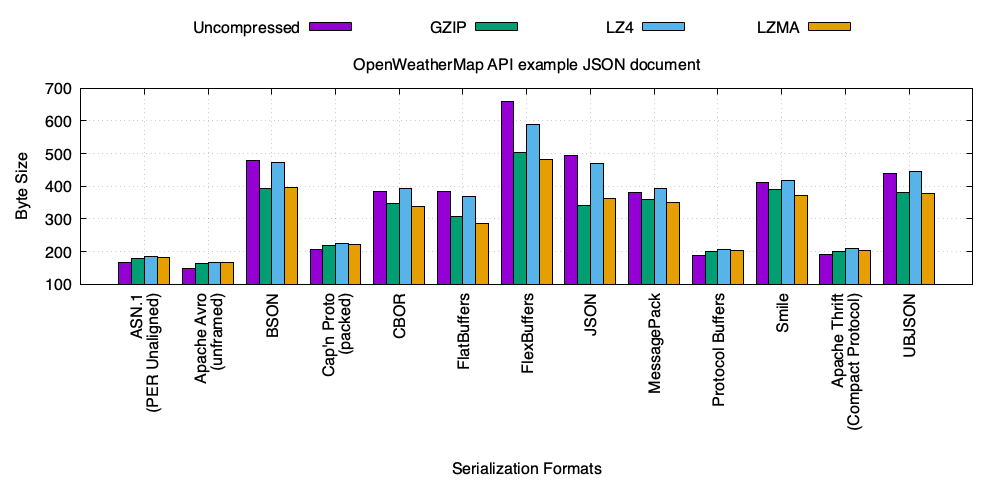 Uncompressed GZIP LZ4 LZMA
OpenWeatherMap API example JSON document
Byte Size
700
600
500
400
300
200
100
ASN.1
(PER Unaligned)
Apache Avro
(unframed)
BSON
Cap'n Proto
(packed)
CBOR
FlatBuffers
FlexBuffers
JSON
MessagePack
Protocol Buffers
Smile
Apache Thrift
(Compact Protocol)
UBJSON
Serialization Formats